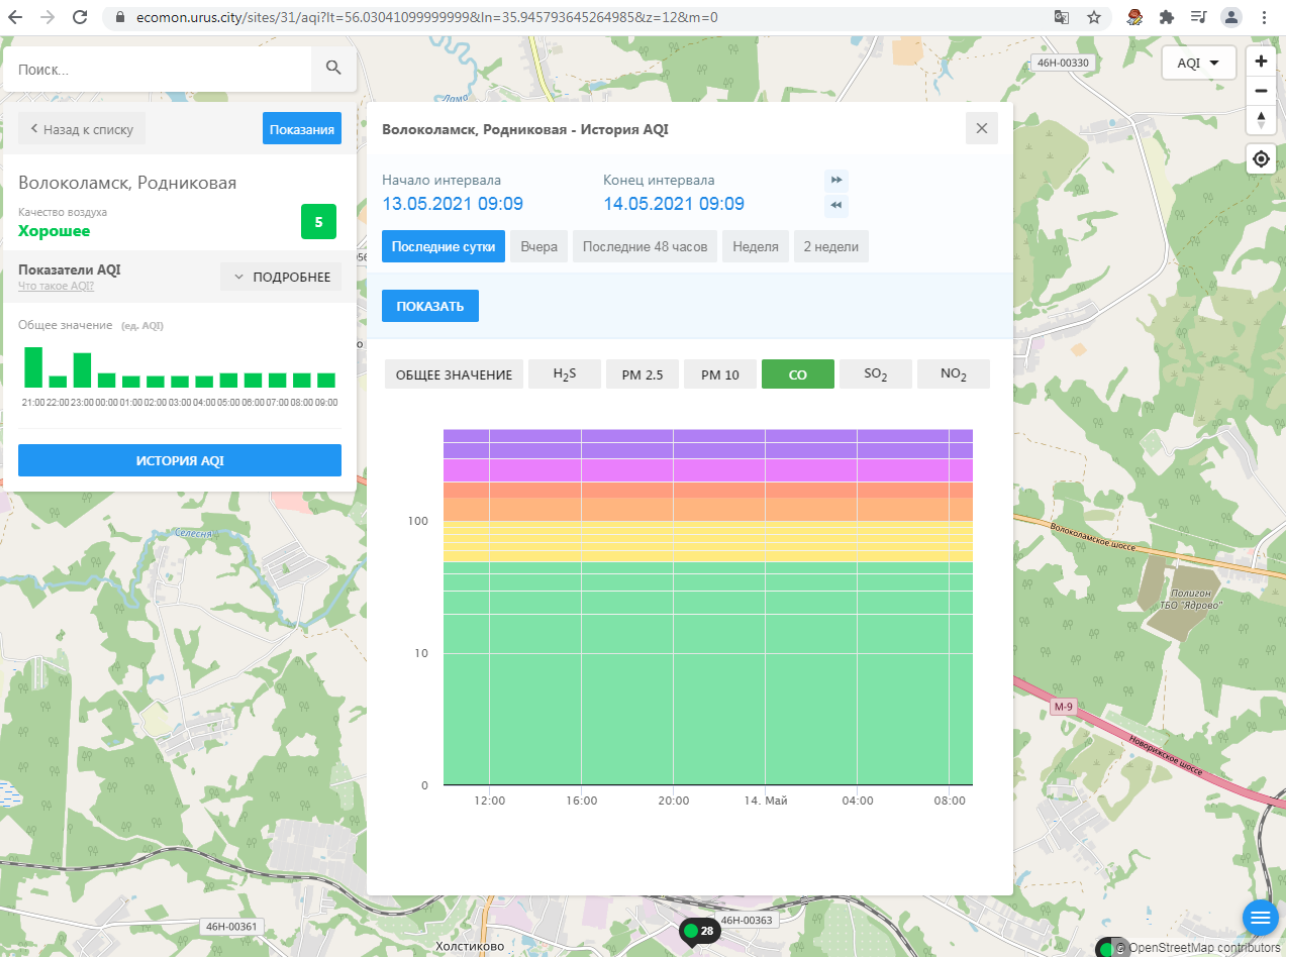 ecomon.urus.city/sites/31/aqi?lt=56.03041099999999&ln=35.945793645264985&z=12&m=0
Поиск...
46Н-00330
AQI
Лама
Назад к списку
Показания
Волоколамск, Родниковая - История AQI
Волоколамск, Родниковая
Качество воздуха
Хорошее
5
Начало интервала
Конец интервала
13.05.2021 09:09
14.05.2021 09:09
Последние сутки
Вчера
Последние 48 часов
Неделя
2 недели
Показатели AQI
Что такое AQI?
ПОДРОБНЕЕ
ПОКАЗАТЬ
Общее значение (ед. AQI)
21:00 22:00 23:00 00:00 01:00 02:00 03:00 04:00 05:00 06:00 07:00 08:00 09:00
ИСТОРИЯ AQI
ОБЩЕЕ ЗНАЧЕНИЕ
H₂S
PM 2.5
PM 10
CO
SO₂
NO₂
100
10
0
12:00
16:00
20:00
14. Май
04:00
08:00
Селесня
Волоколамское шоссе
Полигон
ТБО "Ядрово"
М-9
Новорижское шоссе
46Н-00361
46Н-00363
28
Холстиково
© OpenStreetMap contributors